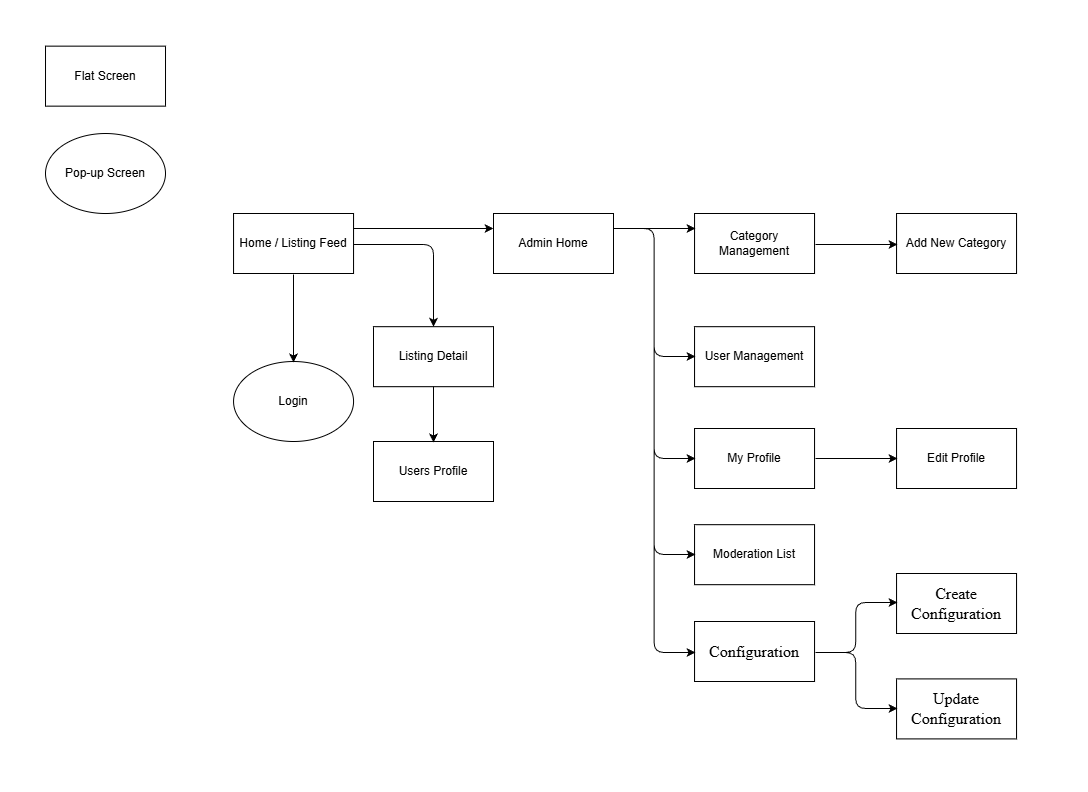 Flat Screen
Pop-up Screen
Home / Listing Feed
Admin Home
Category
Management
Add New Category
Listing Detail
User Management
Login
Users Profile
My Profile
Edit Profile
Moderation List
Configuration
Create
Configuration
Update
Configuration